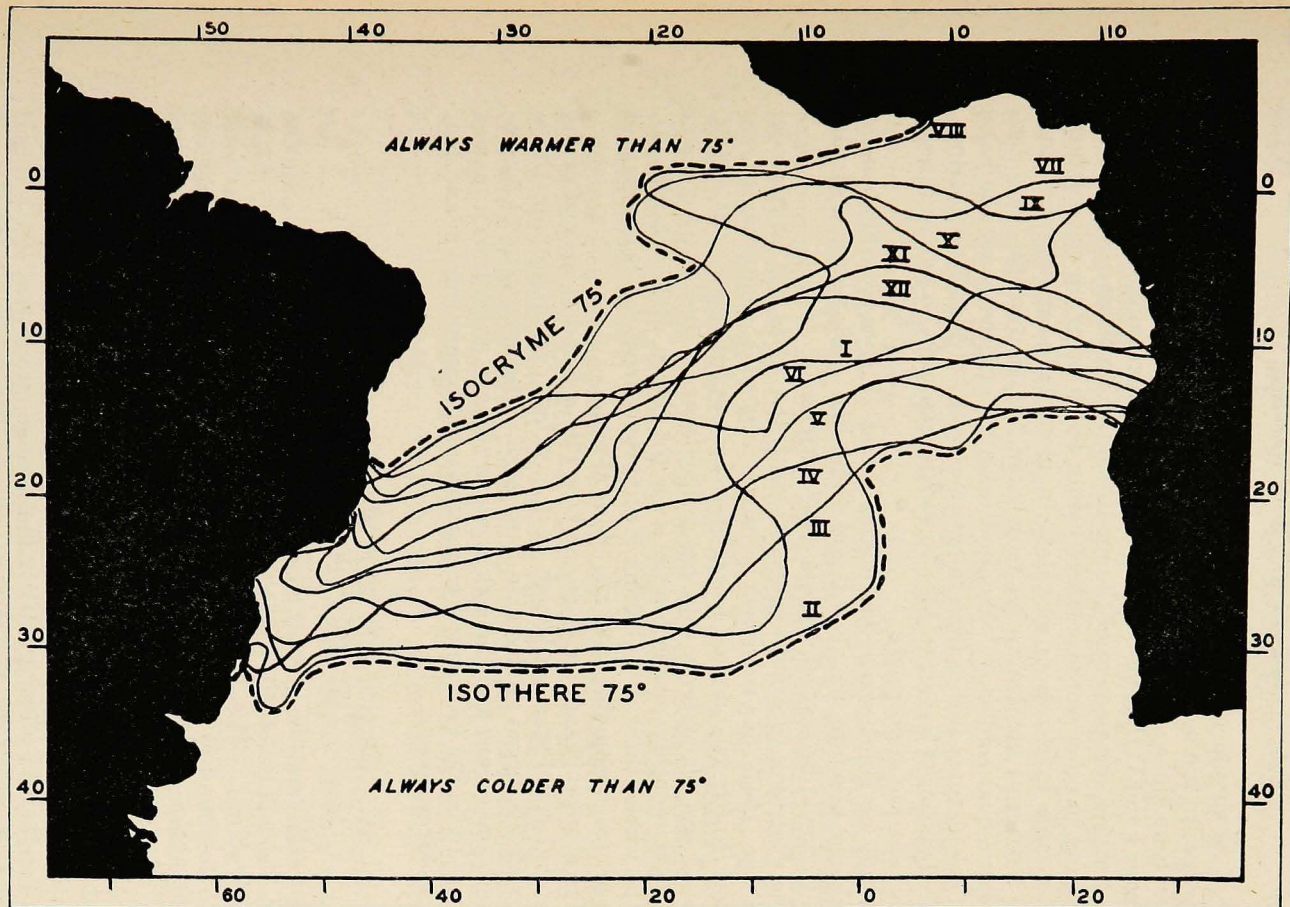 50 40 30 20 10 0 10
ALWAYS WARMER THAN 75°
VIII
VII
0 0
IX
X
XI
XII
ISOCRYME 75°
10 10
I
VI
V
IV
20 20
III
II
30 30
ISOTHERE 75°
ALWAYS COLDER THAN 75°
40 40
60 40 20 0 20